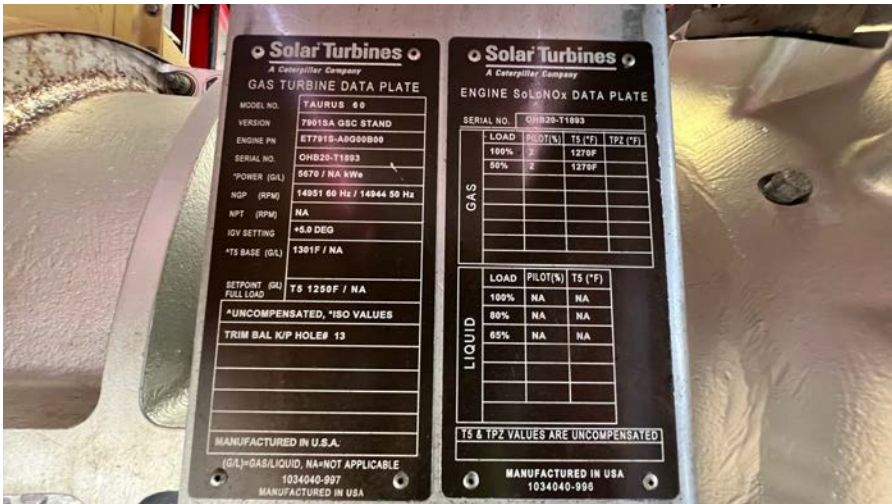 Solar Turbines
A Caterpillar Company
GAS TURBINE DATA PLATE
MODEL NO. TAURUS 60
VERSION 7901SA GSC STAND
ENGINE PN ET791S-A0G00B00
SERIAL NO. OHB20-T1893
*POWER (G/L) 5670 / NA kWe
NGP (RPM) 14951 60 Hz / 14944 50 Hz
NPT (RPM) NA
IGV SETTING +5.0 DEG
^T5 BASE (G/L) 1301F / NA
SETPOINT (G/L) FULL LOAD T5 1250F / NA
^UNCOMPENSATED, *ISO VALUES
TRIM BAL K/P HOLE# 13
MANUFACTURED IN U.S.A.
(G/L)=GAS/LIQUID, NA=NOT APPLICABLE
1034040-997
MANUFACTURED IN USA
Solar Turbines
A Caterpillar Company
ENGINE SoLoNOx DATA PLATE
SERIAL NO. OHB20-T1893
GAS
LOAD PILOT(%) T5 (°F) TPZ (°F)
100% 2 1270F
50% 2 1270F
LIQUID
LOAD PILOT(%) T5 (°F)
100% NA NA
80% NA NA
65% NA NA
T5 & TPZ VALUES ARE UNCOMPENSATED
MANUFACTURED IN USA
1034040-996